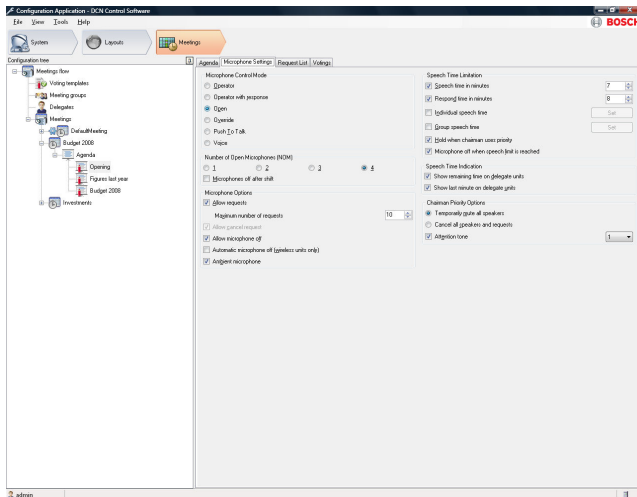 Configuration Application - DCN Control Software
File View Tools Help
BOSCH
System Layouts Meetings
Configuration tree
Meetings flow
Voting templates
Meeting groups
Delegates
Meetings
DefaultMeeting
Budget 2008
Agenda
Opening
Figures last year
Budget 2008
Investments
Agenda Microphone Settings Request List Votings
Microphone Control Mode
Operator
Operator with response
Open
Override
Push To Talk
Voice
Number of Open Microphones (NOM)
1 2 3 4
Microphones off after shift
Microphone Options
Allow requests
Maximum number of requests 10
Allow cancel request
Allow microphone off
Automatic microphone off (wireless units only)
Ambient microphone
Speech Time Limitation
Speech time in minutes 7
Respond time in minutes 8
Individual speech time Set
Group speech time Set
Hold when chairman uses priority
Microphone off when speech limit is reached
Speech Time Indication
Show remaining time on delegate units
Show last minute on delegate units
Chairman Priority Options
Temporarily mute all speakers
Cancel all speakers and requests
Attention tone 1
admin